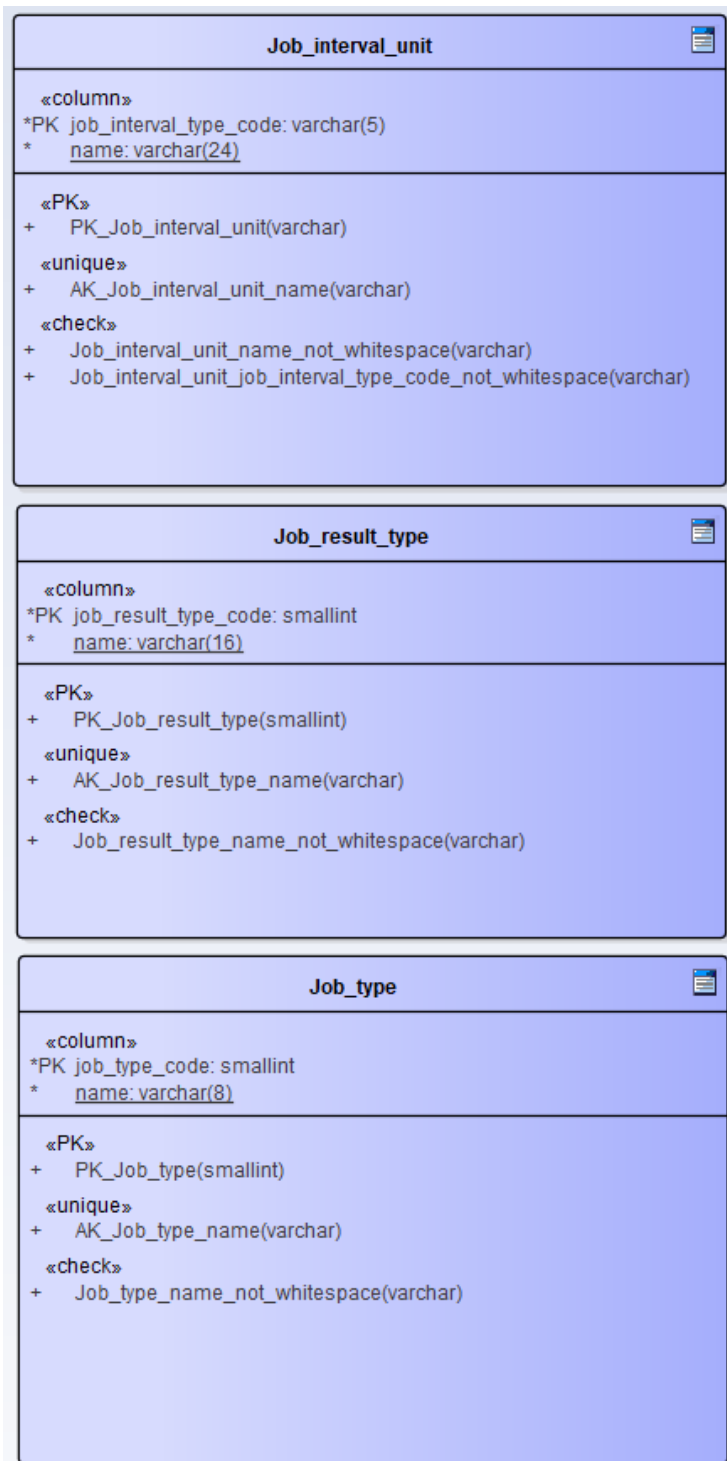 Job_interval_unit
«column»
*PK job_interval_type_code: varchar(5)
* name: varchar(24)
«PK»
+ PK_Job_interval_unit(varchar)
«unique»
+ AK_Job_interval_unit_name(varchar)
«check»
+ Job_interval_unit_name_not_whitespace(varchar)
+ Job_interval_unit_job_interval_type_code_not_whitespace(varchar)
Job_result_type
«column»
*PK job_result_type_code: smallint
* name: varchar(16)
«PK»
+ PK_Job_result_type(smallint)
«unique»
+ AK_Job_result_type_name(varchar)
«check»
+ Job_result_type_name_not_whitespace(varchar)
Job_type
«column»
*PK job_type_code: smallint
* name: varchar(8)
«PK»
+ PK_Job_type(smallint)
«unique»
+ AK_Job_type_name(varchar)
«check»
+ Job_type_name_not_whitespace(varchar)